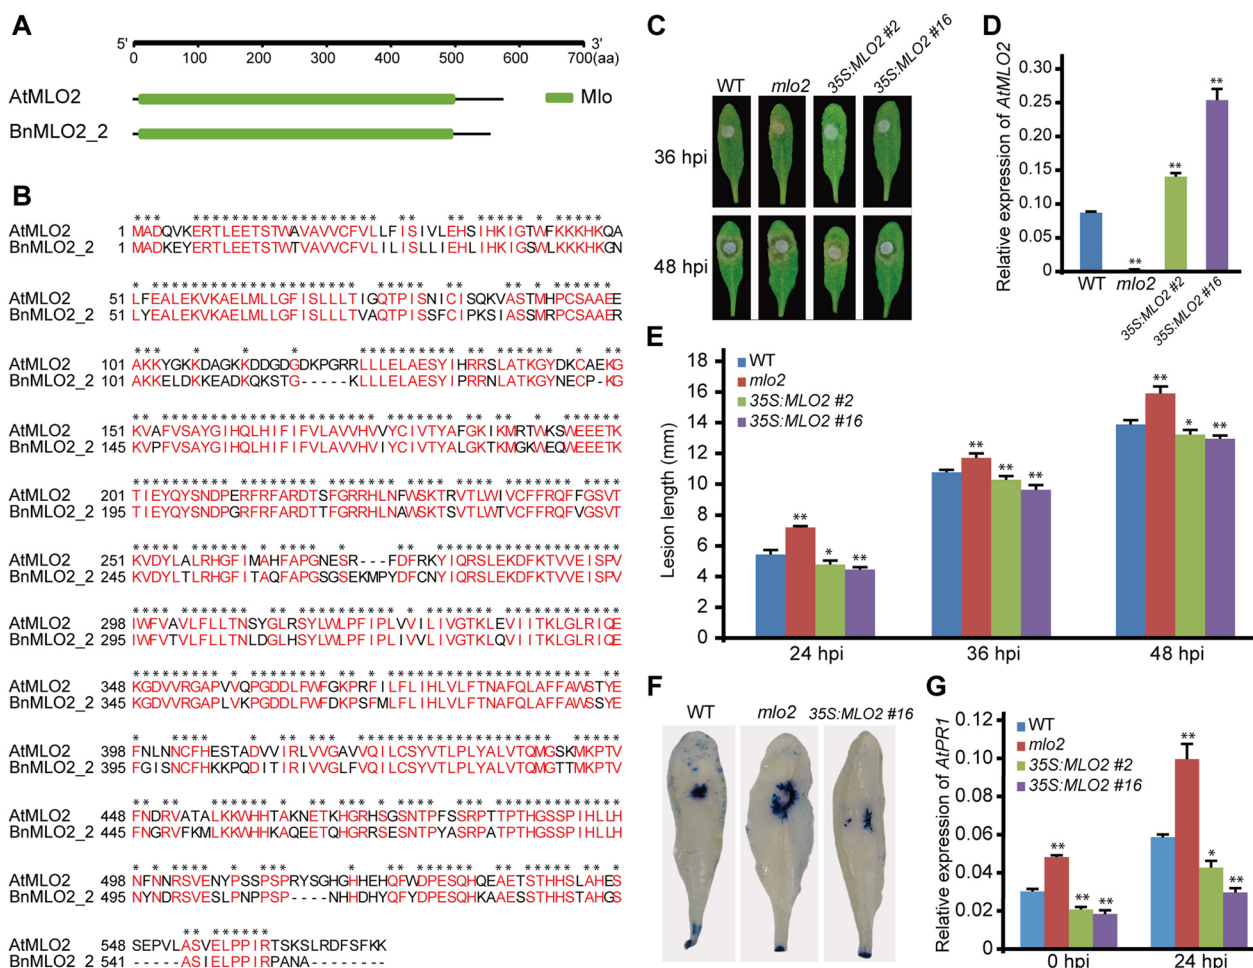 A
5'
3'
0 100 200 300 400 500 600 700(aa)
AtMLO2
Mlo
BnMLO2_2
B
AtMLO2 1 MADQVKERTLEETSTWAVAVVCFVLLFISIVLEHSIHKIGTWFKKKHKQA
BnMLO2_2 1 MADKEYERTLEETSTWTVAVVCFVLILISLLIEHLIHKIGSWLKKKHKGN
AtMLO2 51 LFEALEKVKAELMLLGFISLLLTIGQTPISNICISQKVASTMHPCSAAEE
BnMLO2_2 51 LYEALEKVKAELMLLGFISLLLTVAQTPISSFCIPKSIASSMRPCSAAER
AtMLO2 101 AKKYGKKDAGKKDDGDGDKPGRRLLLELAESYIHRRSLATKGYDKCAEKG
BnMLO2_2 101 AKKELDKKEADKQKSTG-----KLLLELAESYIPRRNLATKGYNECP-KG
AtMLO2 151 KVAFVSAYGIHQLHIFIFVLAVVHVVYCIVTYAFGKIKMRTWKSWEEETK
BnMLO2_2 145 KVPFVSAYGIHQLHIFIFVLAVVHVIYCIVTYALGKTKMGKWEQWEEETK
AtMLO2 201 TIEYQYSNDPERFRFARDTSFGRRHLNFWSKTRVTLWIVCFFRQFFGSVT
BnMLO2_2 195 TIEYQYSNDPGRFRFARDTTFGRRHLNAWSKTSVTLWTVCFFRQFVGSVT
AtMLO2 251 KVDYLALRHGFIMAHFAPGNESR---FDFRKYIQRSLEKDFKTVVEISPV
BnMLO2_2 245 KVDYLTLRHGFITAQFAPGSGSEKMPYDFCNYIQRSLEKDFKTVVEISPV
AtMLO2 298 IWFVAVLFLLTNSYGLRSYLWLPFIPLVVILIVGTKLEVIITKLGLRIQE
BnMLO2_2 295 IWFVTVLFLLTNLDGLHSYLWLPFIPLIVVLIVGTKLQVIITKLGLRIQE
AtMLO2 348 KGDVVRGAPVVQPGDDLFWFGKPRFILFLIHLVLFTNAFQLAFFAWSTYE
BnMLO2_2 345 KGDVVRGAPLVKPGDDLFWFDKPSFMLFLIHLVLFTNAFQLAFFAWSSYE
AtMLO2 398 FNLNNCFHESTADVVIRLVVGAVVQILCSYVTLPLYALVTQMGSKMKPTV
BnMLO2_2 395 FGISNCFHKKPQDITIRIVVGLFVQILCSYVTLPLYALVTQMGTTMKPTV
AtMLO2 448 FNDRVATALKKWHHTAKNETKHGRHSGSNTPFSSRPTTPTHGSSPIHLLH
BnMLO2_2 445 FNGRVFKMLKKWHHKAQEETQHGRRSESNTPYASRPATPTHGSSPIHLLH
AtMLO2 498 NFNNRSVENYPSSPSPRYSGHGHHEHQFWDPESQHQEAETSTHHSLAHES
BnMLO2_2 495 NYNDRSVESLPNPPSP----NHHDHYQFYDPESQHKAAESSTHHSTAHGS
AtMLO2 548 SEPVLASVELPPIRTSKSLRDFSFKK
BnMLO2_2 541 -----ASIELPPIRPANA--------
C
WT mlo2 35S:MLO2 #2 35S:MLO2 #16
36 hpi
48 hpi
D
Relative expression of AtMLO2
0.30
0.25
0.20
0.15
0.10
0.05
0
** ** **
WT mlo2 35S:MLO2 #2 35S:MLO2 #16
E
WT
mlo2
35S:MLO2 #2
35S:MLO2 #16
Lesion length (mm)
18
16
14
12
10
8
6
4
2
0
** * ** ** ** ** ** * **
24 hpi 36 hpi 48 hpi
F
WT mlo2 35S:MLO2 #16
G
WT
mlo2
35S:MLO2 #2
35S:MLO2 #16
Relative expression of AtPR1
0.12
0.10
0.08
0.06
0.04
0.02
0
** ** ** ** * **
0 hpi 24 hpi